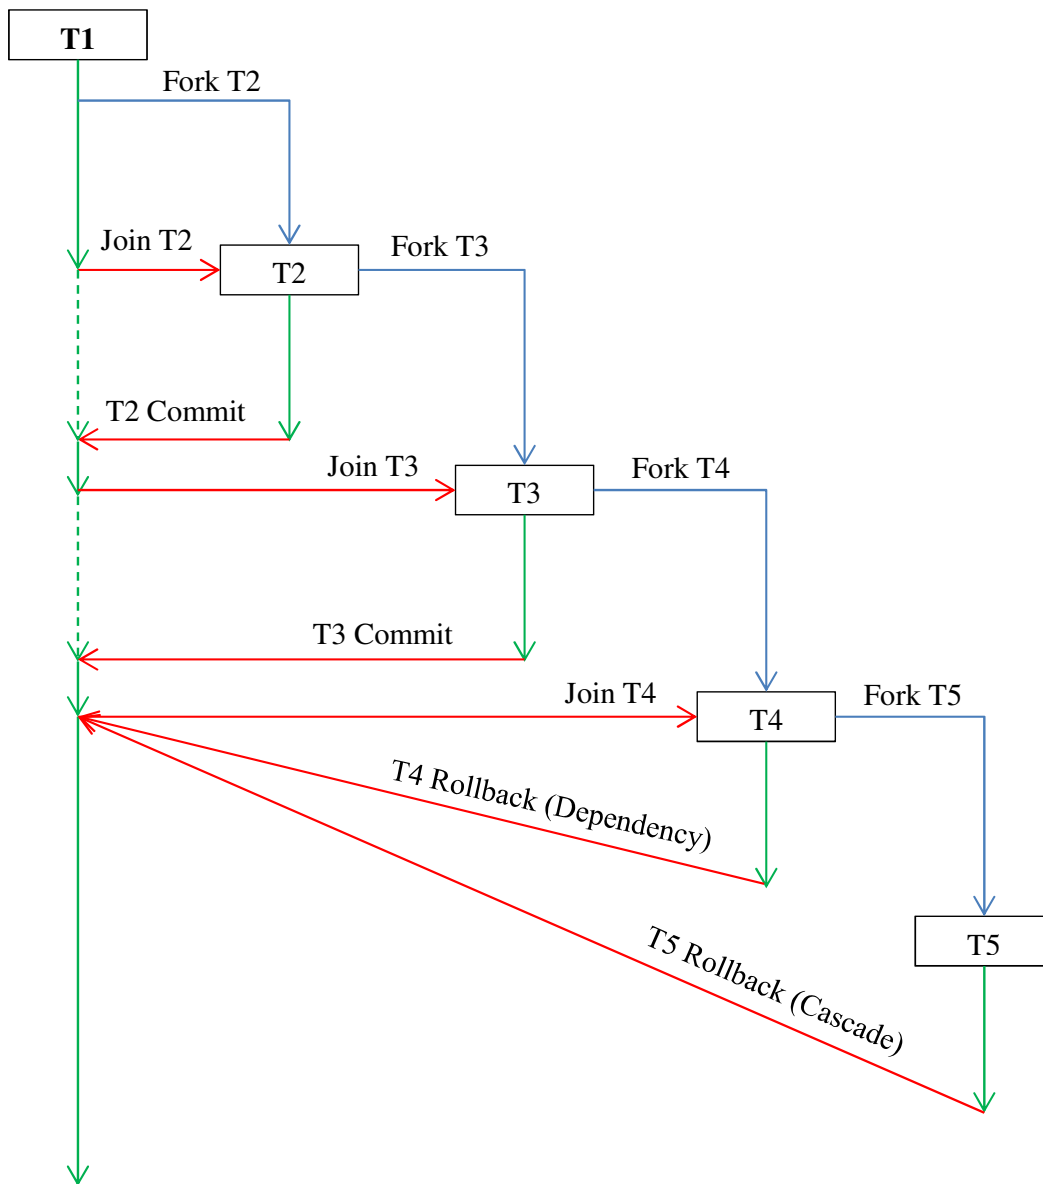 T1
Fork T2
Join T2
T2
Fork T3
T2 Commit
Join T3
T3
Fork T4
T3 Commit
Join T4
T4
Fork T5
T4 Rollback (Dependency)
T5 Rollback (Cascade)
T5